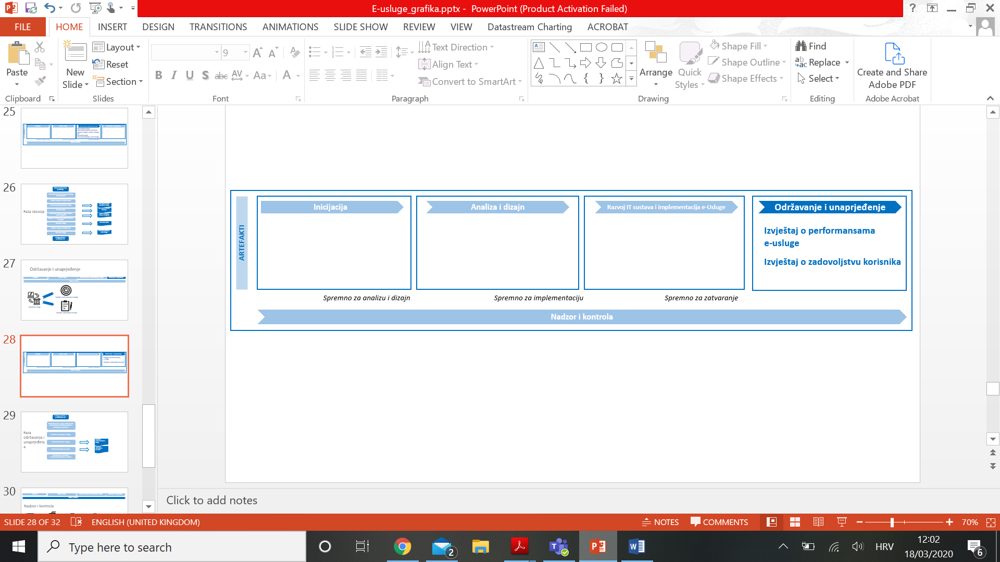 E-usluge_grafika.pptx - PowerPoint (Product Activation Failed)
FILE HOME INSERT DESIGN TRANSITIONS ANIMATIONS SLIDE SHOW REVIEW VIEW Datastream Charting ACROBAT
Paste
Clipboard
New
Slide
Layout
Reset
Section
Slides
9
B I U S abc AV Aa A
Font
Text Direction
Align Text
Convert to SmartArt
Paragraph
Arrange
Quick
Styles
Shape Fill
Shape Outline
Shape Effects
Drawing
Find
Replace
Select
Editing
Create and Share
Adobe PDF
Adobe Acrobat
25
26
Faza razvoja
27
Održavanje i unaprjeđenje
28
29
Faza
održavanja i
unaprjeđenj
a
30
Nadzor i kontrola
ARTEFAKTI
Inicijacija
Analiza i dizajn
Razvoj IT sustava i implementacija e-Usluge
Održavanje i unaprjeđenje
Izvještaj o performansama
e-usluge
Izvještaj o zadovoljstvu korisnika
Spremno za analizu i dizajn
Spremno za implementaciju
Spremno za zatvaranje
Nadzor i kontrola
Click to add notes
SLIDE 28 OF 32 ENGLISH (UNITED KINGDOM) NOTES COMMENTS 70%
Type here to search
2
HRV
12:02
18/03/2020
6